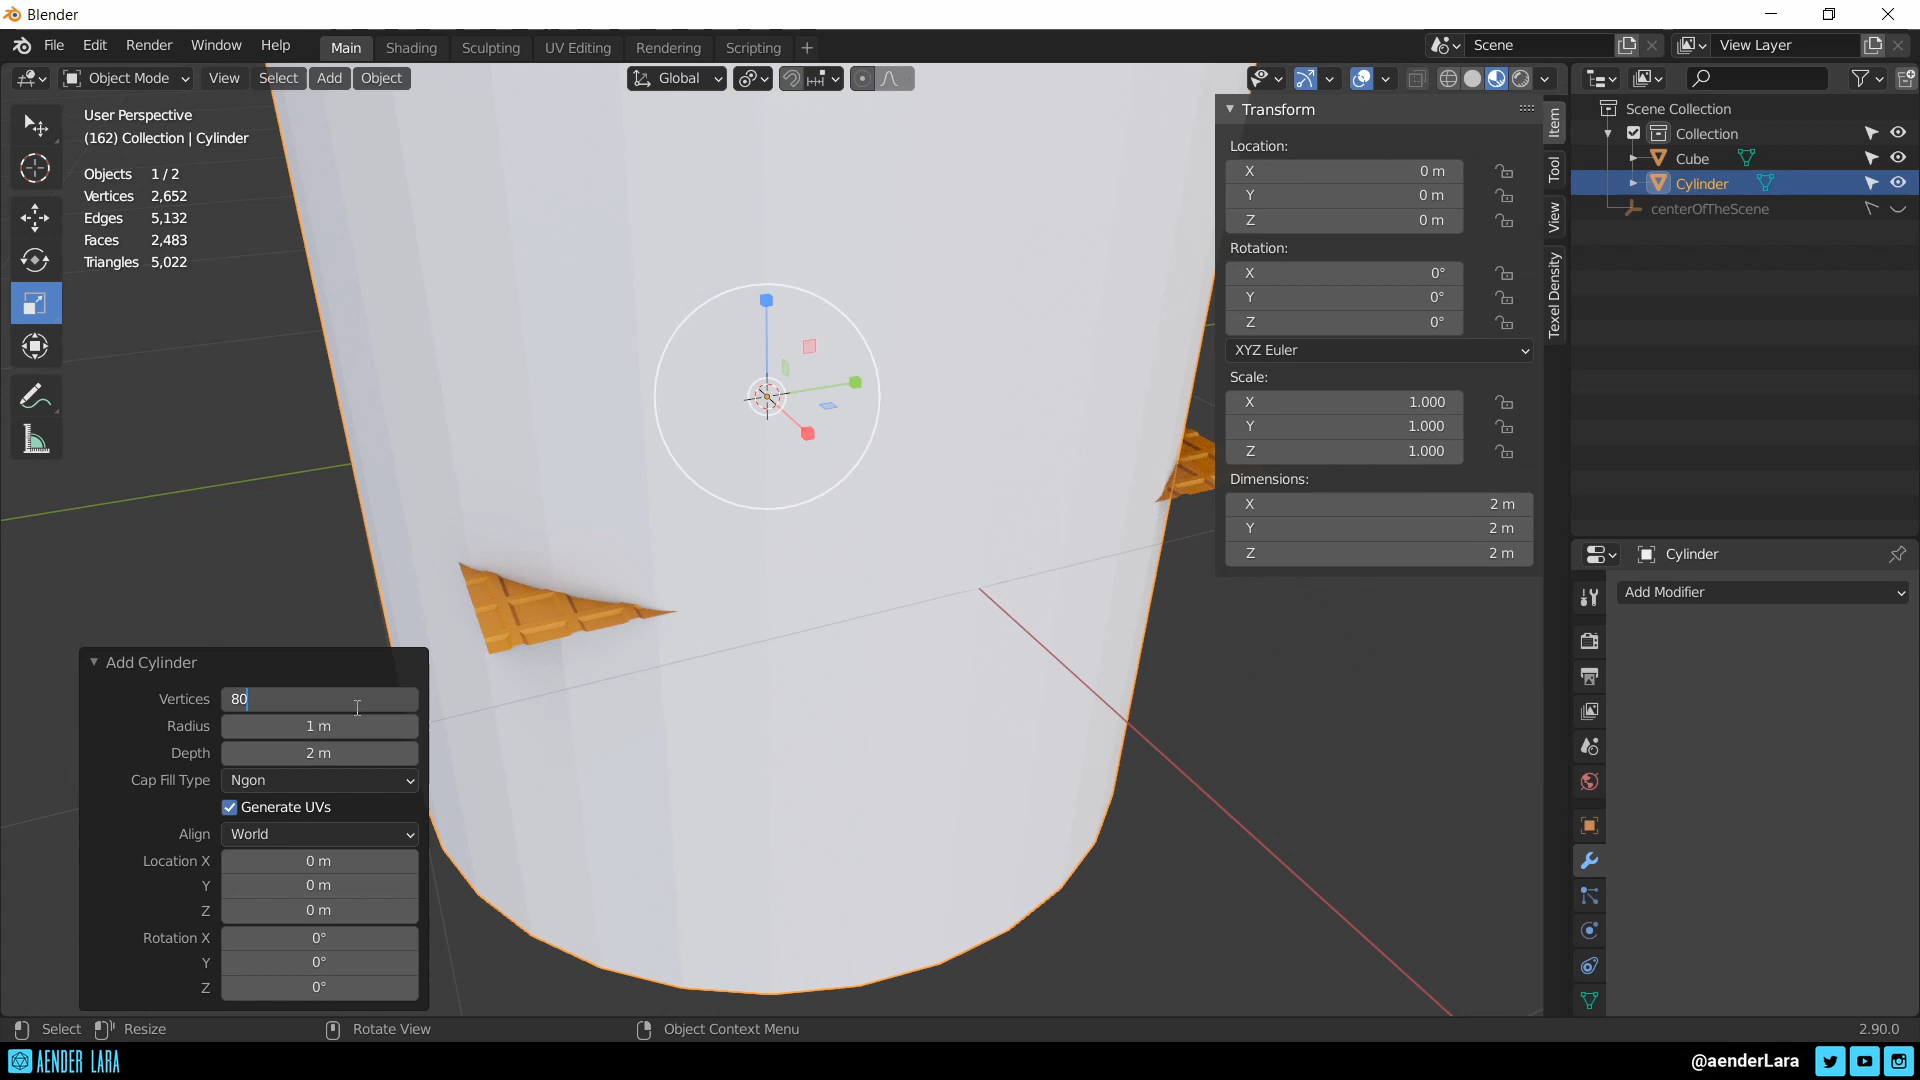 Blender
File Edit Render Window Help Main Shading Sculpting UV Editing Rendering Scripting + Scene View Layer
Object Mode View Select Add Object Global
User Perspective
(162) Collection | Cylinder
Objects 1 / 2
Vertices 2,652
Edges 5,132
Faces 2,483
Triangles 5,022
Transform
Location:
X 0 m
Y 0 m
Z 0 m
Rotation:
X 0°
Y 0°
Z 0°
XYZ Euler
Scale:
X 1.000
Y 1.000
Z 1.000
Dimensions:
X 2 m
Y 2 m
Z 2 m
Item
Tool
View
Texel Density
Scene Collection
Collection
Cube
Cylinder
centerOfTheScene
Cylinder
Add Modifier
Add Cylinder
Vertices 80
Radius 1 m
Depth 2 m
Cap Fill Type Ngon
Generate UVs
Align World
Location X 0 m
Y 0 m
Z 0 m
Rotation X 0°
Y 0°
Z 0°
Select Resize Rotate View Object Context Menu 2.90.0
AENDER LARA @aenderLara